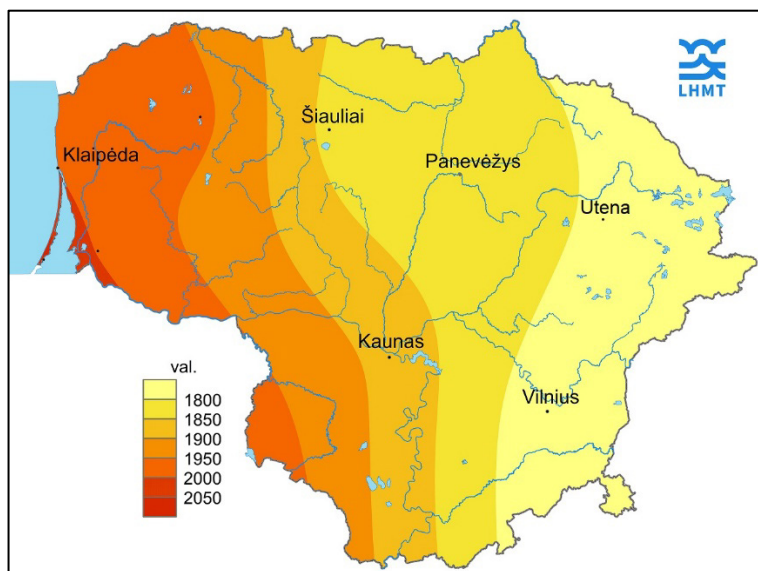 LHMT
Šiauliai
Klaipėda
Panevėžys
Utena
Kaunas
Vilnius
val.
1800
1850
1900
1950
2000
2050